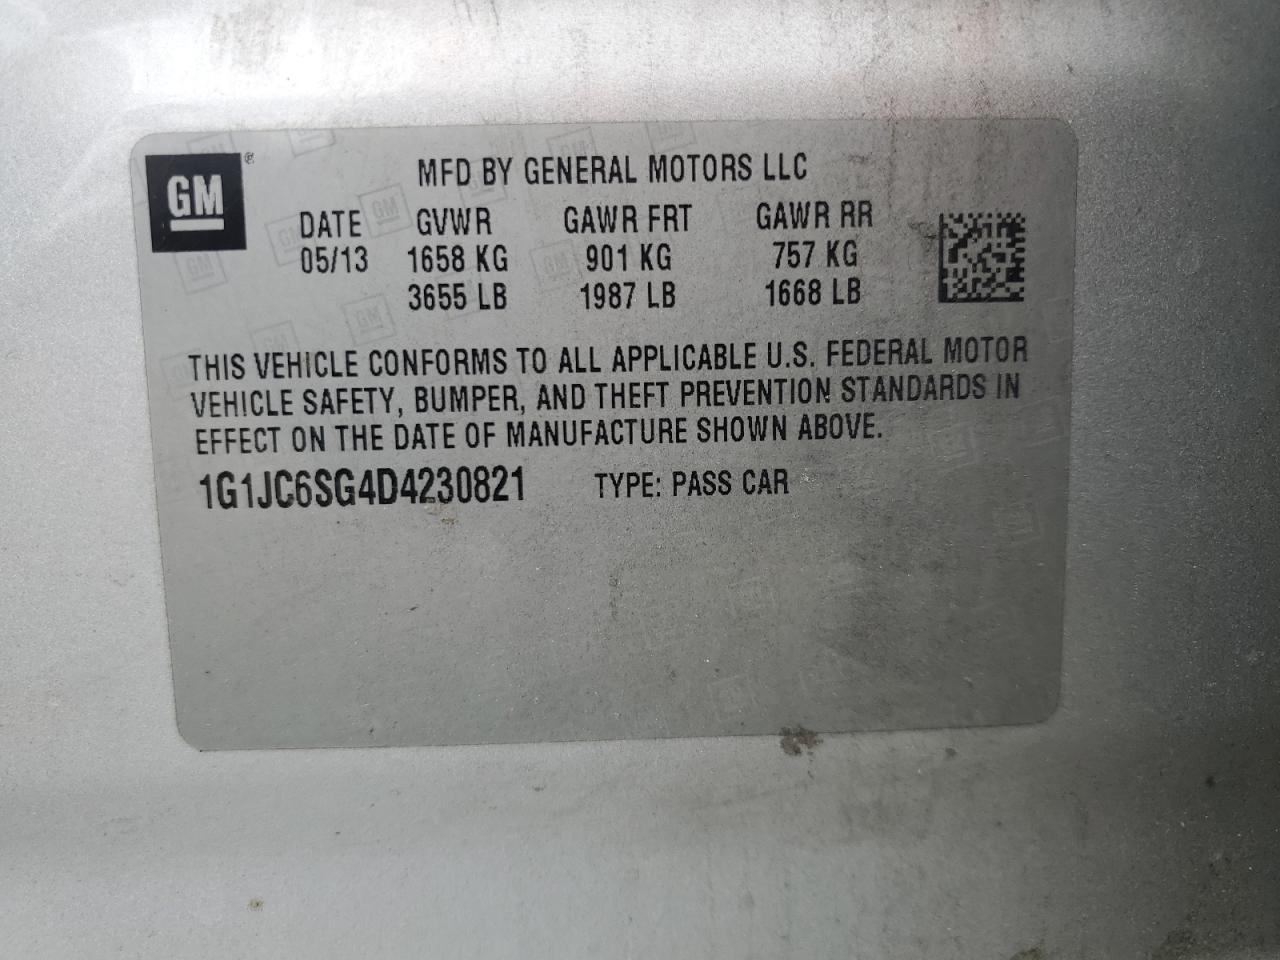 GM®
MFD BY GENERAL MOTORS LLC
DATE GVWR GAWR FRT GAWR RR
05/13 1658 KG 901 KG 757 KG
3655 LB 1987 LB 1668 LB
THIS VEHICLE CONFORMS TO ALL APPLICABLE U.S. FEDERAL MOTOR
VEHICLE SAFETY, BUMPER, AND THEFT PREVENTION STANDARDS IN
EFFECT ON THE DATE OF MANUFACTURE SHOWN ABOVE.
1G1JC6SG4D4230821 TYPE: PASS CAR